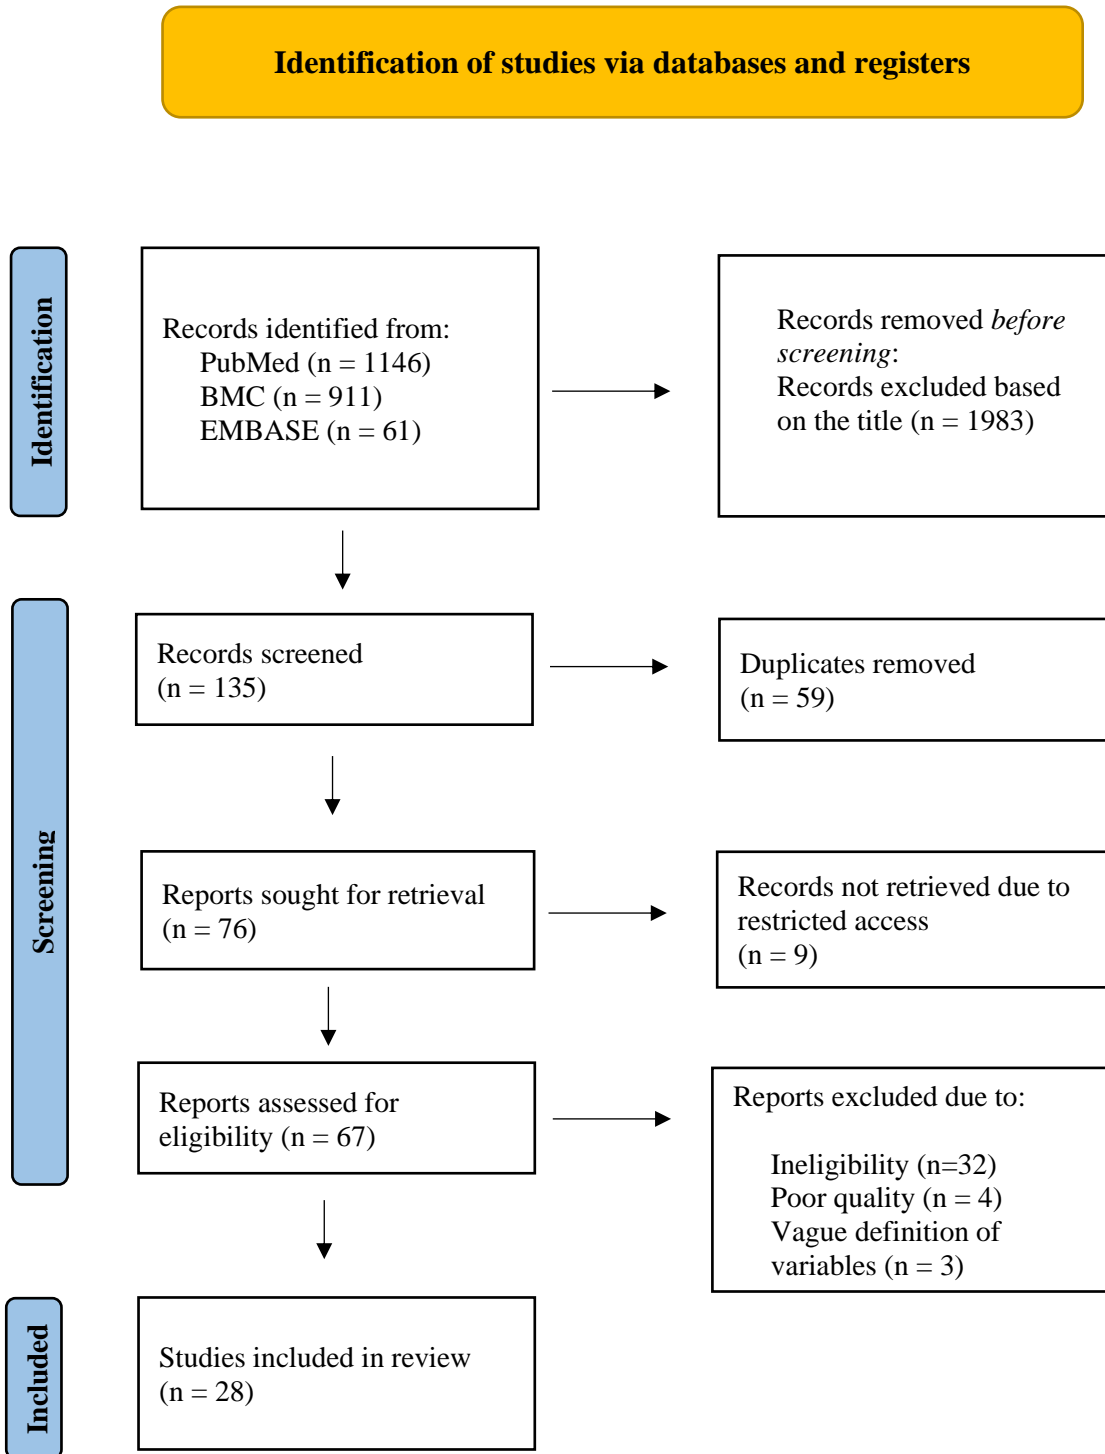 Identification of studies via databases and registers
Identification
Records identified from:
PubMed (n = 1146)
BMC (n = 911)
EMBASE (n = 61)
Records removed before
screening:
Records excluded based
on the title (n = 1983)
Screening
Records screened
(n = 135)
Duplicates removed
(n = 59)
Reports sought for retrieval
(n = 76)
Records not retrieved due to
restricted access
(n = 9)
Reports assessed for
eligibility (n = 67)
Reports excluded due to:
Ineligibility (n=32)
Poor quality (n = 4)
Vague definition of
variables (n = 3)
Included
Studies included in review
(n = 28)